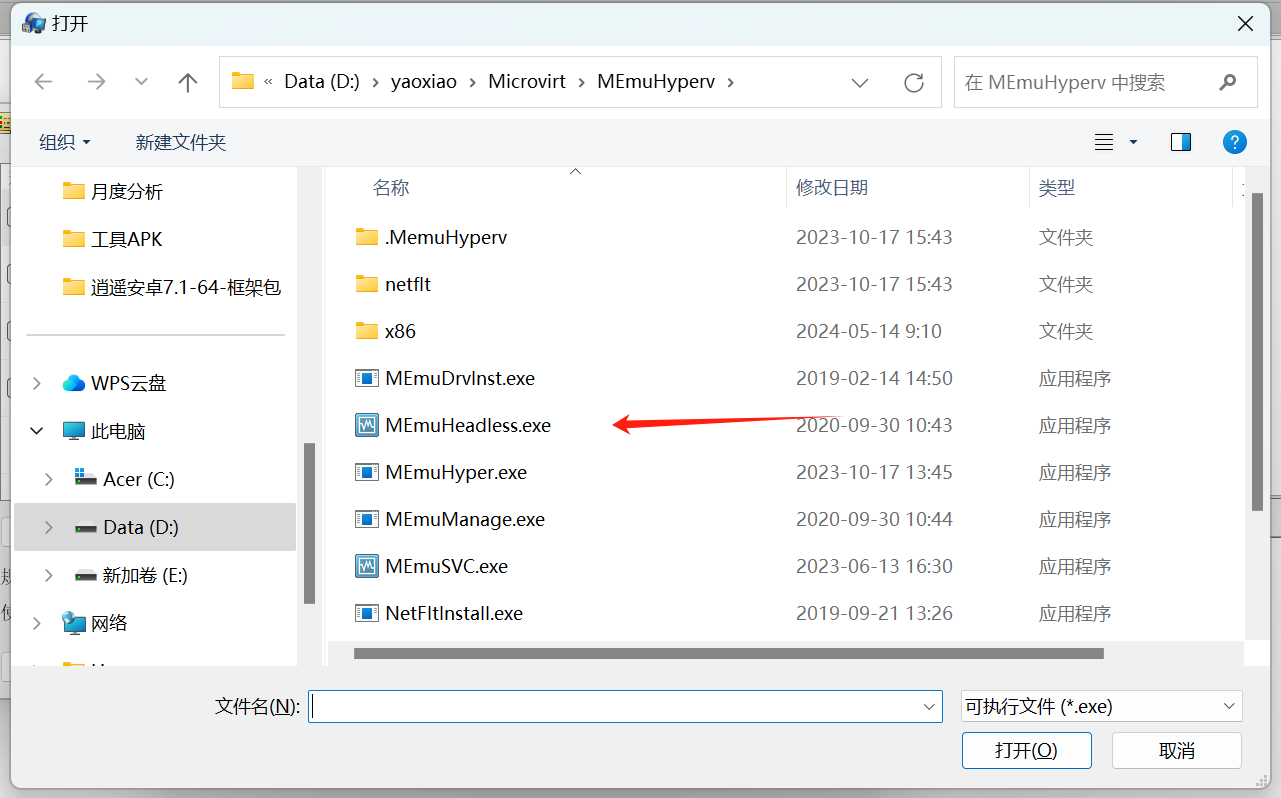 打开
« Data (D:) › yaoxiao › Microvirt › MEmuHyperv ›
在 MEmuHyperv 中搜索
组织 新建文件夹
?
月度分析
工具APK
逍遥安卓7.1-64-框架包
WPS云盘
此电脑
Acer (C:)
Data (D:)
新加卷 (E:)
网络
名称 修改日期 类型
.MemuHyperv 2023-10-17 15:43 文件夹
netflt 2023-10-17 15:43 文件夹
x86 2024-05-14 9:10 文件夹
MEmuDrvInst.exe 2019-02-14 14:50 应用程序
MEmuHeadless.exe 2020-09-30 10:43 应用程序
MEmuHyper.exe 2023-10-17 13:45 应用程序
MEmuManage.exe 2020-09-30 10:44 应用程序
MEmuSVC.exe 2023-06-13 16:30 应用程序
NetFltInstall.exe 2019-09-21 13:26 应用程序
文件名(N):
可执行文件 (*.exe)
打开(O) 取消